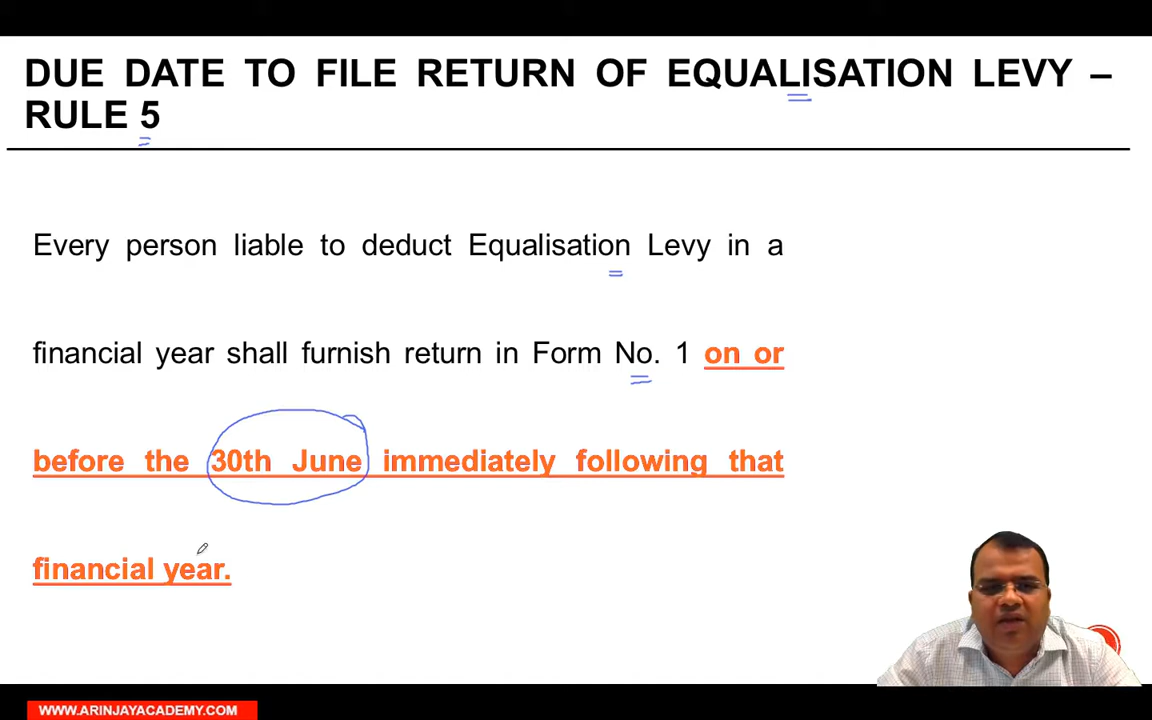 DUE DATE TO FILE RETURN OF EQUALISATION LEVY –
RULE 5
Every person liable to deduct Equalisation Levy in a
financial year shall furnish return in Form No. 1 on or
before the 30th June immediately following that
financial year.
WWW.ARINJAYACADEMY.COM